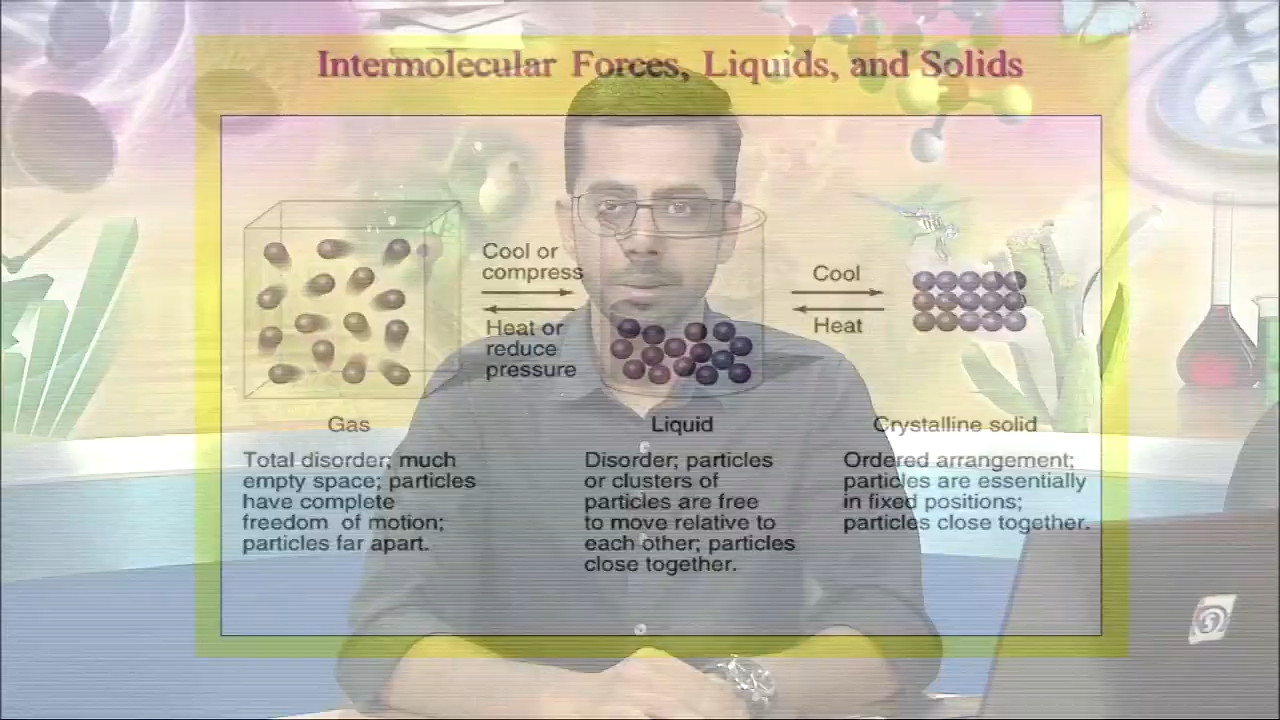 Intermolecular Forces, Liquids, and Solids
Cool or
compress
Heat or
reduce
pressure
Cool
Heat
Gas
Liquid
Crystalline solid
Total disorder; much
empty space; particles
have complete
freedom of motion;
particles far apart.
Disorder; particles
or clusters of
particles are free
to move relative to
each other; particles
close together.
Ordered arrangement;
particles are essentially
in fixed positions;
particles close together.